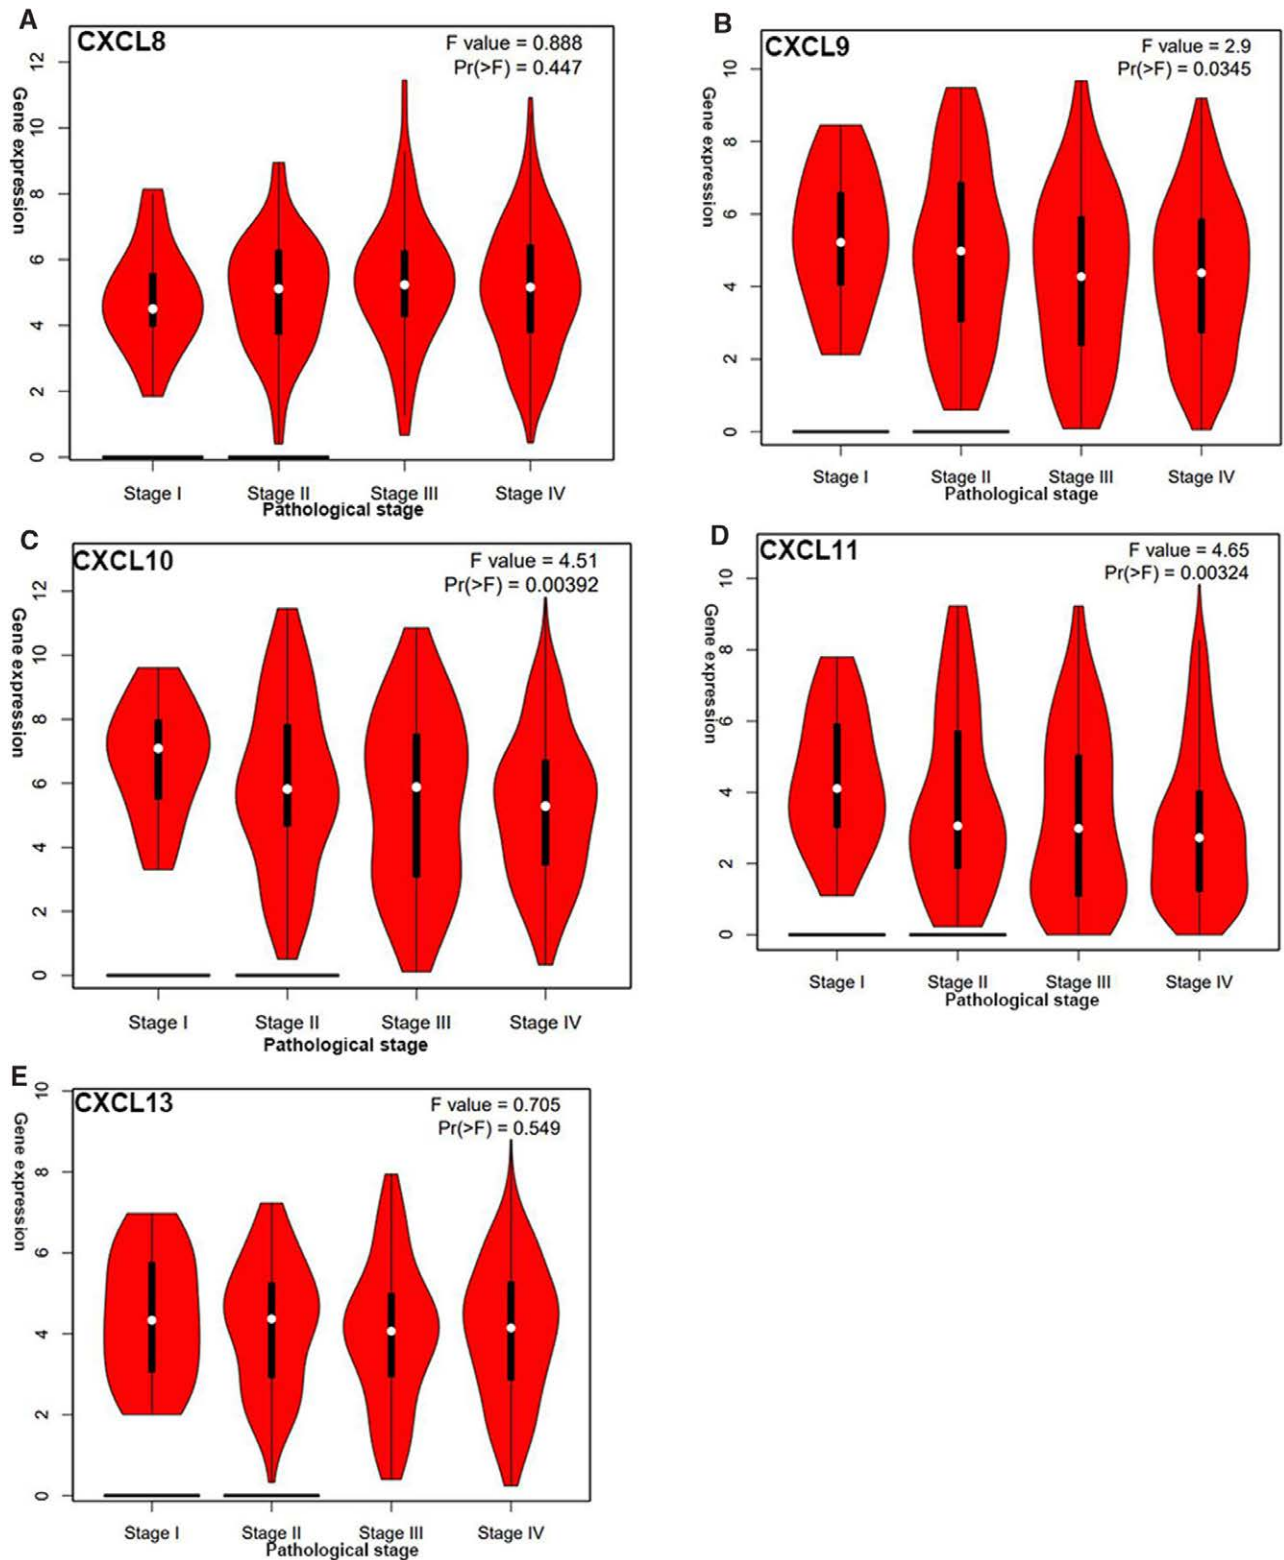 A
CXCL8
F value = 0.888
Pr(>F) = 0.447
Gene expression
12
10
8
6
4
2
0
Stage I Stage II Stage III Stage IV
Pathological stage
B
CXCL9
F value = 2.9
Pr(>F) = 0.0345
Gene expression
10
8
6
4
2
0
Stage I Stage II Stage III Stage IV
Pathological stage
C
CXCL10
F value = 4.51
Pr(>F) = 0.00392
Gene expression
12
10
8
6
4
2
0
Stage I Stage II Stage III Stage IV
Pathological stage
D
CXCL11
F value = 4.65
Pr(>F) = 0.00324
Gene expression
10
8
6
4
2
0
Stage I Stage II Stage III Stage IV
Pathological stage
E
CXCL13
F value = 0.705
Pr(>F) = 0.549
Gene expression
10
8
6
4
2
0
Stage I Stage II Stage III Stage IV
Pathological stage